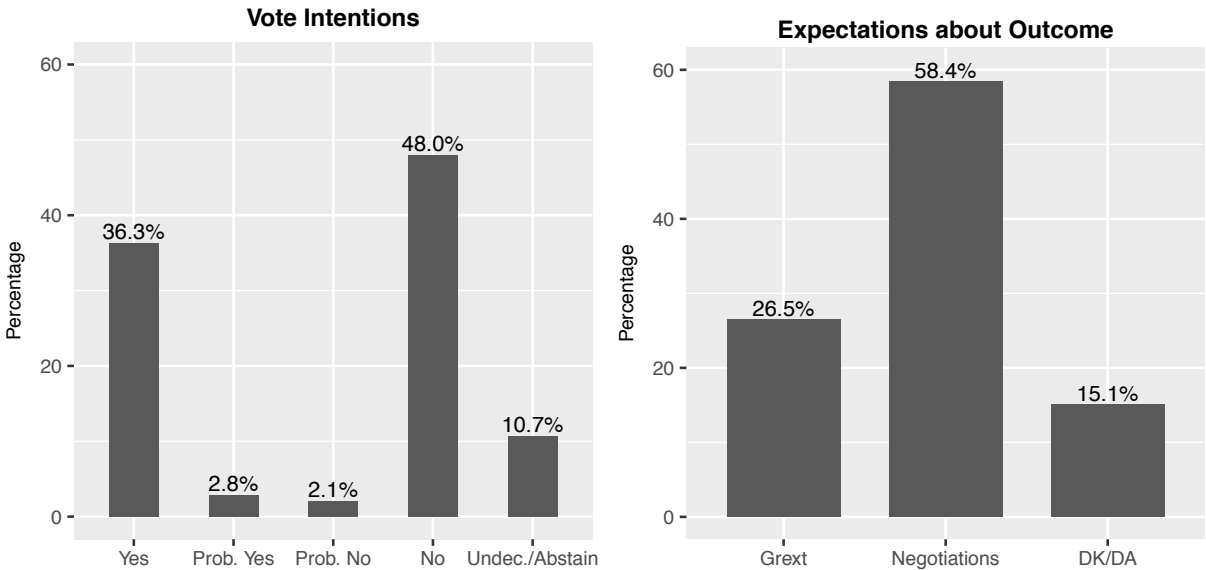 Vote Intentions
Percentage
60
40
20
0
36.3%
2.8%
2.1%
48.0%
10.7%
Yes
Prob. Yes
Prob. No
No
Undec./Abstain
Expectations about Outcome
Percentage
60
40
20
0
26.5%
58.4%
15.1%
Grext
Negotiations
DK/DA